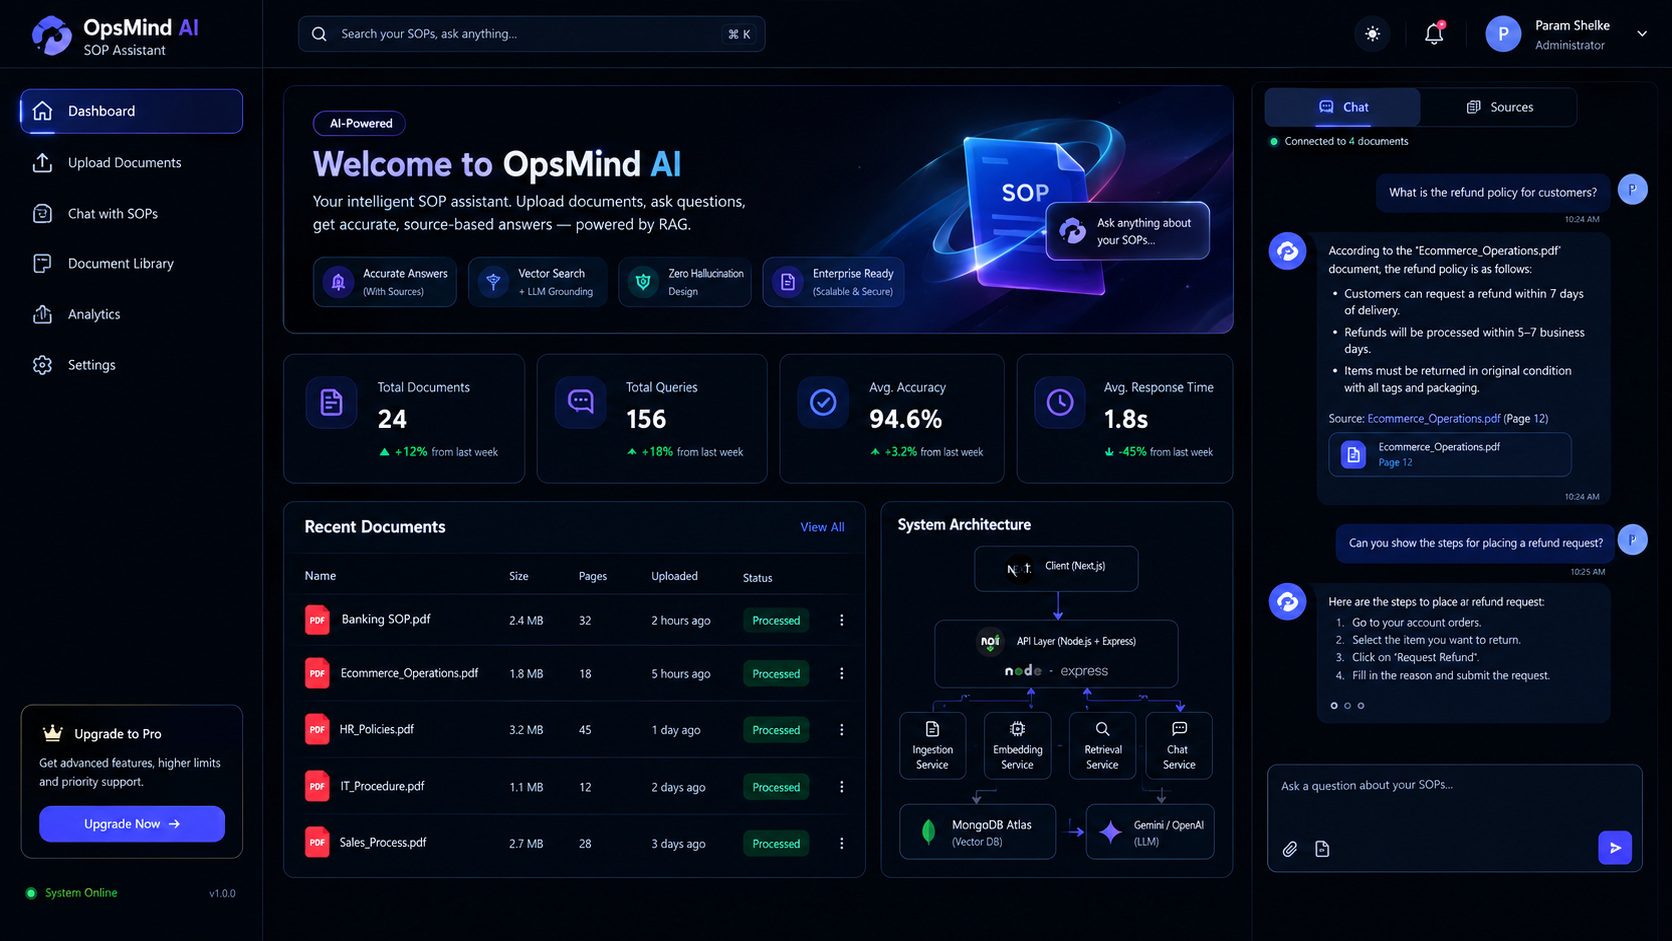 OpsMind AI
SOP Assistant
Search your SOPs, ask anything...
⌘ K
P
Param Shelke
Administrator
Dashboard
Upload Documents
Chat with SOPs
Document Library
Analytics
Settings
Upgrade to Pro
Get advanced features, higher limits
and priority support.
Upgrade Now →
System Online
v1.0.0
AI-Powered
Welcome to OpsMind AI
Your intelligent SOP assistant. Upload documents, ask questions,
get accurate, source-based answers — powered by RAG.
Accurate Answers
(With Sources)
Vector Search
+ LLM Grounding
Zero Hallucination
Design
Enterprise Ready
(Scalable & Secure)
SOP
Ask anything about
your SOPs...
Total Documents
24
+12% from last week
Total Queries
156
+18% from last week
Avg. Accuracy
94.6%
+3.2% from last week
Avg. Response Time
1.8s
-45% from last week
Recent Documents
View All
Name Size Pages Uploaded Status
PDF Banking SOP.pdf 2.4 MB 32 2 hours ago Processed
PDF Ecommerce_Operations.pdf 1.8 MB 18 5 hours ago Processed
PDF HR_Policies.pdf 3.2 MB 45 1 day ago Processed
PDF IT_Procedure.pdf 1.1 MB 12 2 days ago Processed
PDF Sales_Process.pdf 2.7 MB 28 3 days ago Processed
System Architecture
Client (Next.js)
API Layer (Node.js + Express)
node - express
Ingestion
Service
Embedding
Service
Retrieval
Service
Chat
Service
MongoDB Atlas
(Vector DB)
Gemini / OpenAI
(LLM)
Chat
Sources
Connected to 4 documents
What is the refund policy for customers?
P
10:24 AM
According to the "Ecommerce_Operations.pdf"
document, the refund policy is as follows:
• Customers can request a refund within 7 days
of delivery.
• Refunds will be processed within 5–7 business
days.
• Items must be returned in original condition
with all tags and packaging.
Source: Ecommerce_Operations.pdf (Page 12)
Ecommerce_Operations.pdf
Page 12
10:24 AM
Can you show the steps for placing a refund request?
P
10:25 AM
Here are the steps to place ar refund request:
1. Go to your account orders.
2. Select the item you want to return.
3. Click on "Request Refund".
4. Fill in the reason and submit the request.
Ask a question about your SOPs...